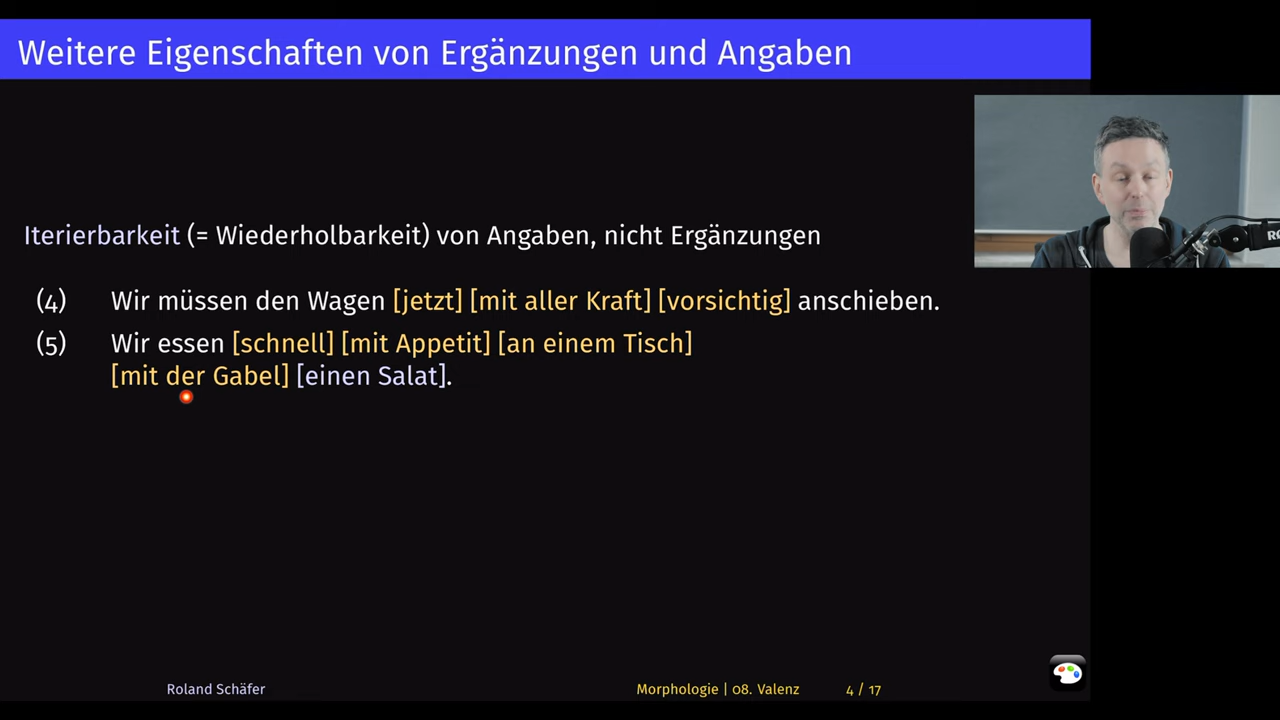 Weitere Eigenschaften von Ergänzungen und Angaben
Iterierbarkeit (= Wiederholbarkeit) von Angaben, nicht Ergänzungen
(4) Wir müssen den Wagen [jetzt] [mit aller Kraft] [vorsichtig] anschieben.
(5) Wir essen [schnell] [mit Appetit] [an einem Tisch]
[mit der Gabel] [einen Salat].
Roland Schäfer
Morphologie | 08. Valenz
4 / 17